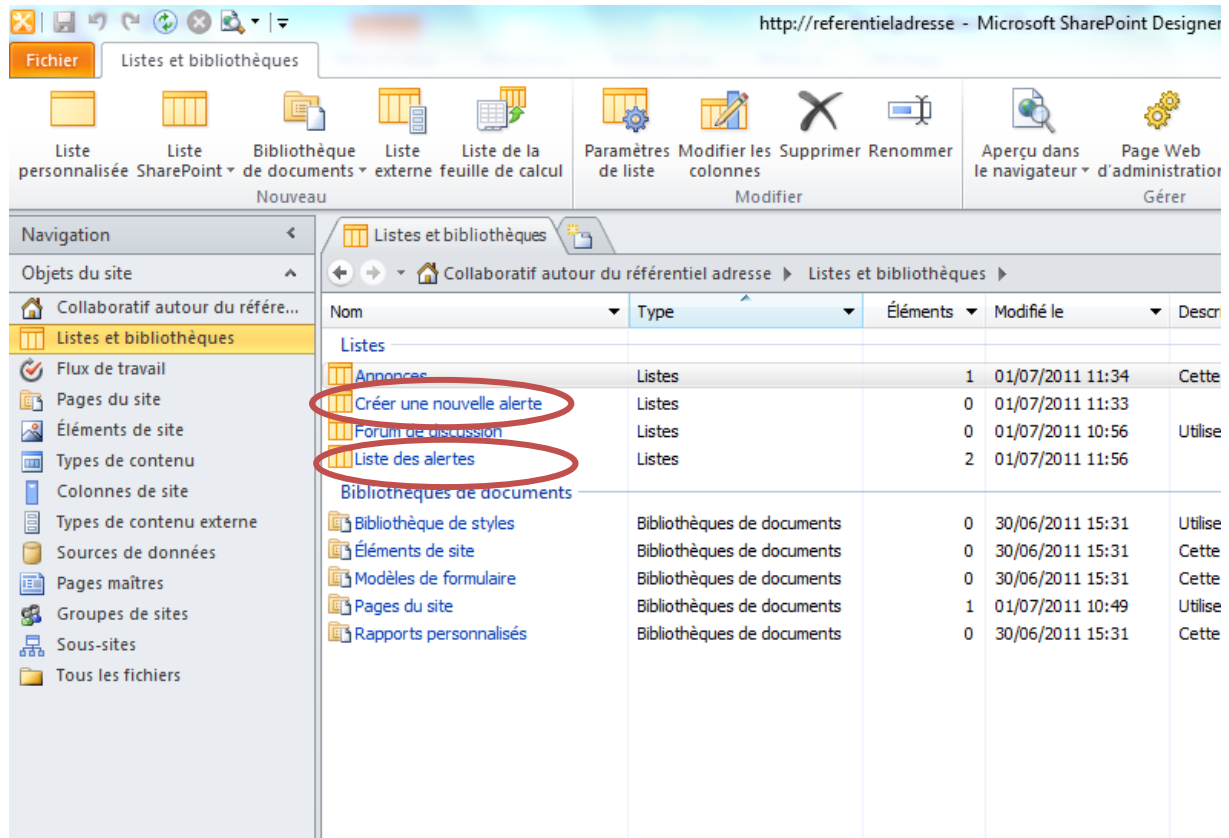 http://referentieladresse - Microsoft SharePoint Designer
Fichier Listes et bibliothèques
Liste personnalisée
Liste SharePoint
Bibliothèque de documents
Liste externe
Liste de la feuille de calcul
Nouveau
Paramètres de liste
Modifier les colonnes
Supprimer
Renommer
Modifier
Aperçu dans le navigateur
Page Web d'administration
Gérer
Navigation
Objets du site
Collaboratif autour du référe...
Listes et bibliothèques
Flux de travail
Pages du site
Éléments de site
Types de contenu
Colonnes de site
Types de contenu externe
Sources de données
Pages maîtres
Groupes de sites
Sous-sites
Tous les fichiers
Listes et bibliothèques
Collaboratif autour du référentiel adresse Listes et bibliothèques
Nom Type Éléments Modifié le Descri
Listes
Annonces Listes 1 01/07/2011 11:34 Cette
Créer une nouvelle alerte Listes 0 01/07/2011 11:33
Forum de discussion Listes 0 01/07/2011 10:56 Utilise
Liste des alertes Listes 2 01/07/2011 11:56
Bibliothèques de documents
Bibliothèque de styles Bibliothèques de documents 0 30/06/2011 15:31 Utilise
Éléments de site Bibliothèques de documents 0 30/06/2011 15:31 Cette
Modèles de formulaire Bibliothèques de documents 0 30/06/2011 15:31 Cette
Pages du site Bibliothèques de documents 1 01/07/2011 10:49 Utilise
Rapports personnalisés Bibliothèques de documents 0 30/06/2011 15:31 Cette